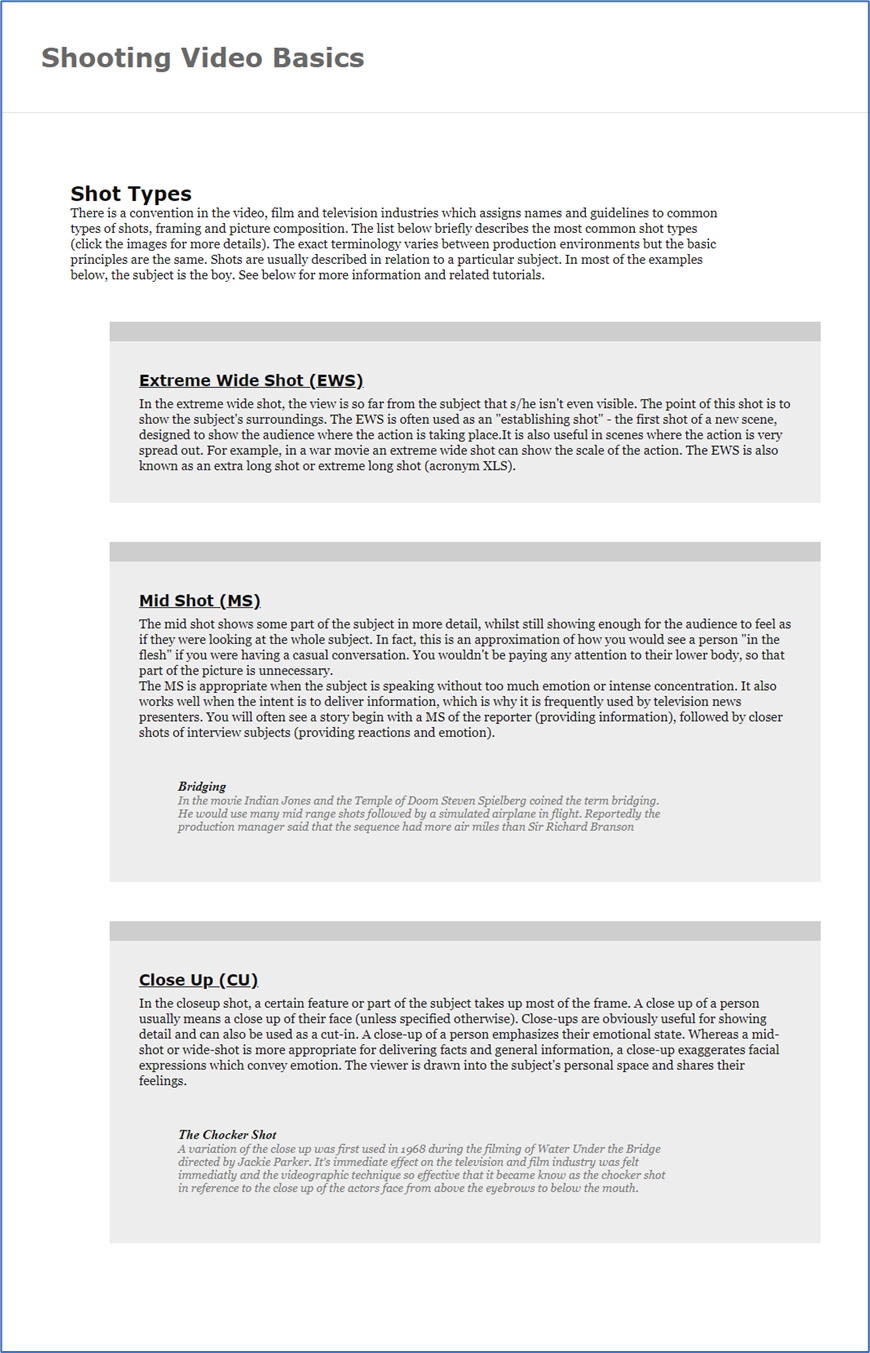 Shooting Video Basics
Shot Types
There is a convention in the video, film and television industries which assigns names and guidelines to common
types of shots, framing and picture composition. The list below briefly describes the most common shot types
(click the images for more details). The exact terminology varies between production environments but the basic
principles are the same. Shots are usually described in relation to a particular subject. In most of the examples
below, the subject is the boy. See below for more information and related tutorials.
Extreme Wide Shot (EWS)
In the extreme wide shot, the view is so far from the subject that s/he isn't even visible. The point of this shot is to
show the subject's surroundings. The EWS is often used as an "establishing shot" - the first shot of a new scene,
designed to show the audience where the action is taking place.It is also useful in scenes where the action is very
spread out. For example, in a war movie an extreme wide shot can show the scale of the action. The EWS is also
known as an extra long shot or extreme long shot (acronym XLS).
Mid Shot (MS)
The mid shot shows some part of the subject in more detail, whilst still showing enough for the audience to feel as
if they were looking at the whole subject. In fact, this is an approximation of how you would see a person "in the
flesh" if you were having a casual conversation. You wouldn't be paying any attention to their lower body, so that
part of the picture is unnecessary.
The MS is appropriate when the subject is speaking without too much emotion or intense concentration. It also
works well when the intent is to deliver information, which is why it is frequently used by television news
presenters. You will often see a story begin with a MS of the reporter (providing information), followed by closer
shots of interview subjects (providing reactions and emotion).
Bridging
In the movie Indian Jones and the Temple of Doom Steven Spielberg coined the term bridging.
He would use many mid range shots followed by a simulated airplane in flight. Reportedly the
production manager said that the sequence had more air miles than Sir Richard Branson
Close Up (CU)
In the closeup shot, a certain feature or part of the subject takes up most of the frame. A close up of a person
usually means a close up of their face (unless specified otherwise). Close-ups are obviously useful for showing
detail and can also be used as a cut-in. A close-up of a person emphasizes their emotional state. Whereas a mid-
shot or wide-shot is more appropriate for delivering facts and general information, a close-up exaggerates facial
expressions which convey emotion. The viewer is drawn into the subject's personal space and shares their
feelings.
The Chocker Shot
A variation of the close up was first used in 1968 during the filming of Water Under the Bridge
directed by Jackie Parker. It's immediate effect on the television and film industry was felt
immediatly and the videographic technique so effective that it became know as the chocker shot
in reference to the close up of the actors face from above the eyebrows to below the mouth.